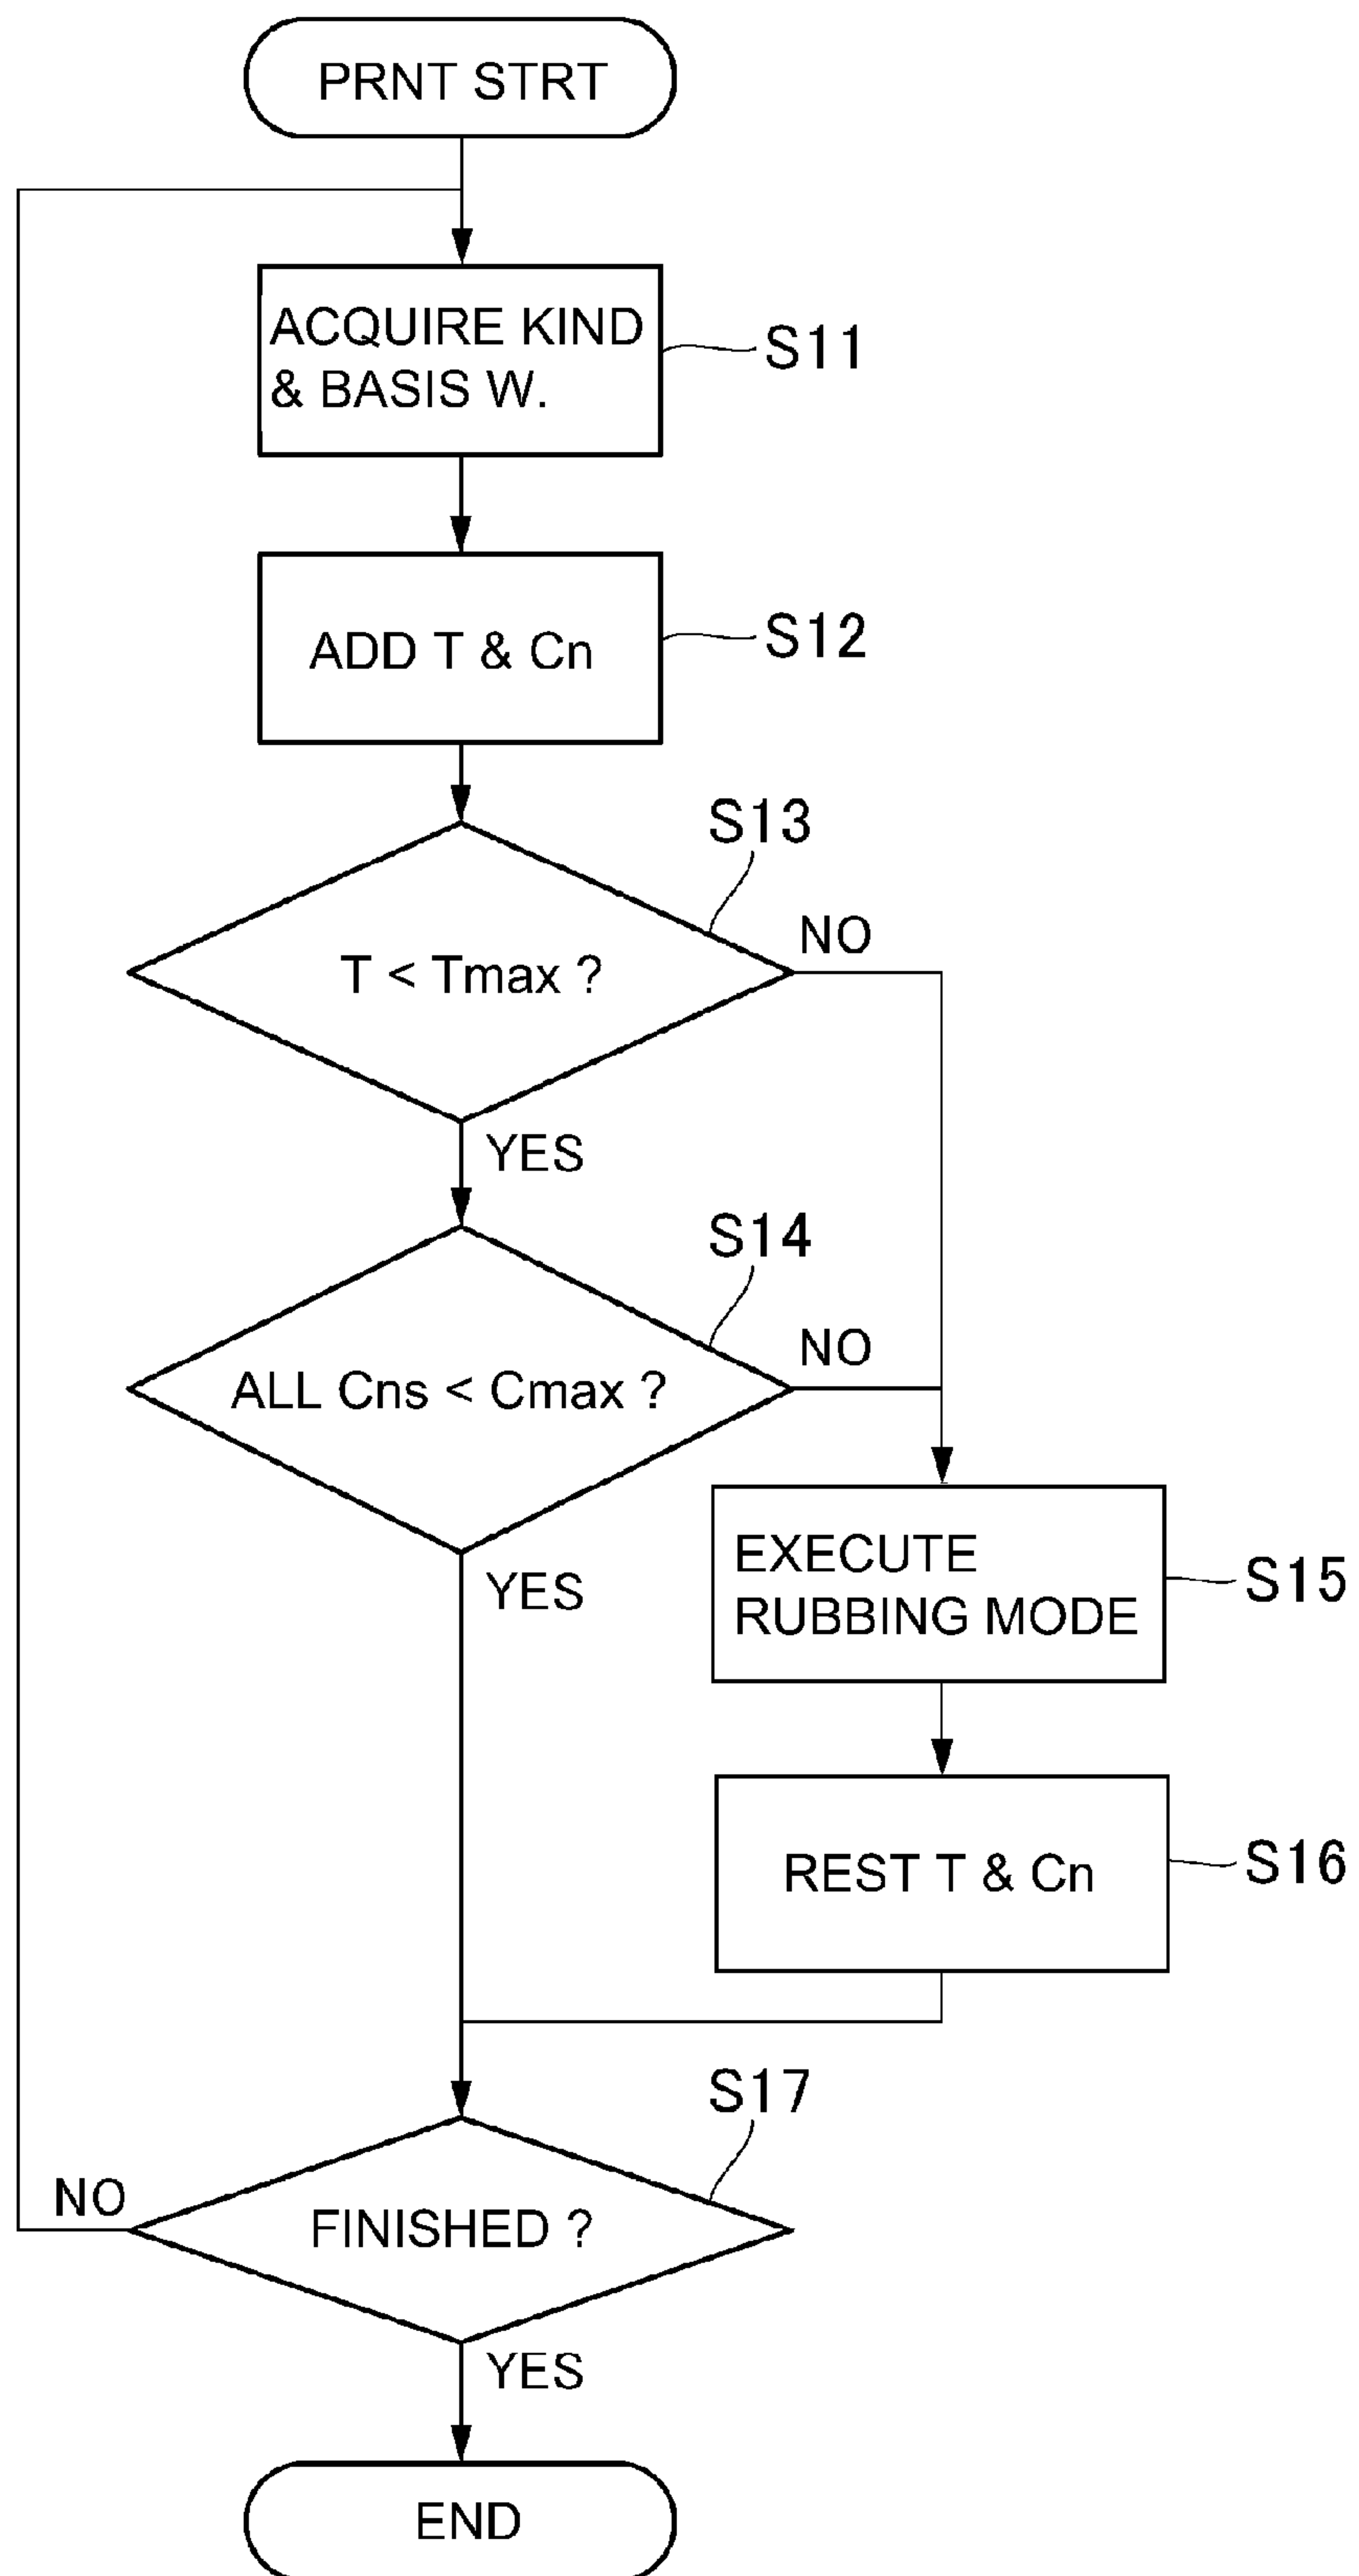 PRNT STRT
ACQUIRE KIND
& BASIS W.
S11
ADD T & Cn
S12
S13
T < Tmax ?
NO
YES
S14
ALL Cns < Cmax ?
NO
YES
EXECUTE
RUBBING MODE
S15
REST T & Cn
S16
S17
FINISHED ?
NO
YES
END